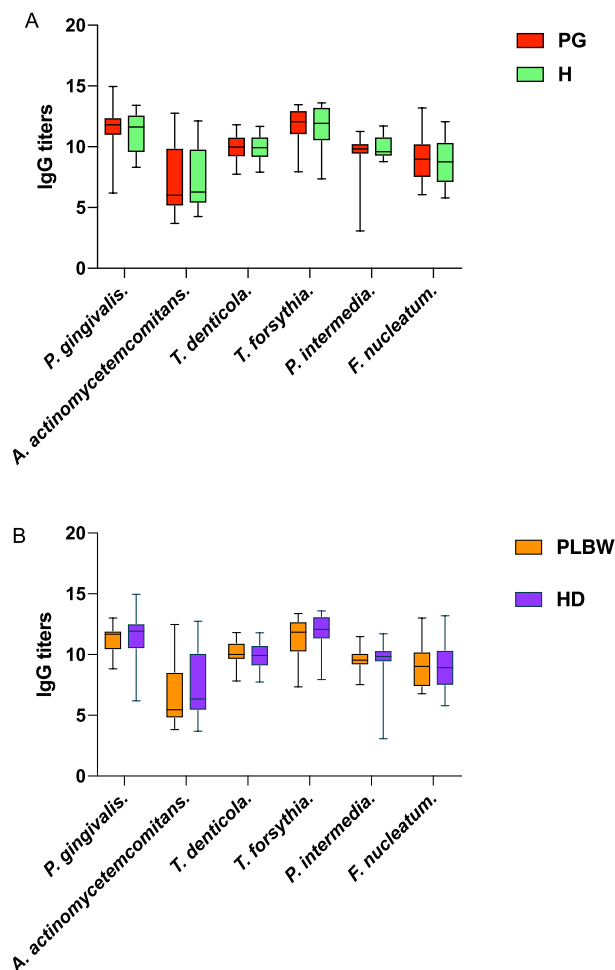 A
20
15
10
5
0
IgG titers
PG
H
P. gingivalis.
A. actinomycetemcomitans.
T. denticola.
T. forsythia.
P. intermedia.
F. nucleatum.
B
20
15
10
5
0
IgG titers
PLBW
HD
P. gingivalis.
A. actinomycetemcomitans.
T. denticola.
T. forsythia.
P. intermedia.
F. nucleatum.